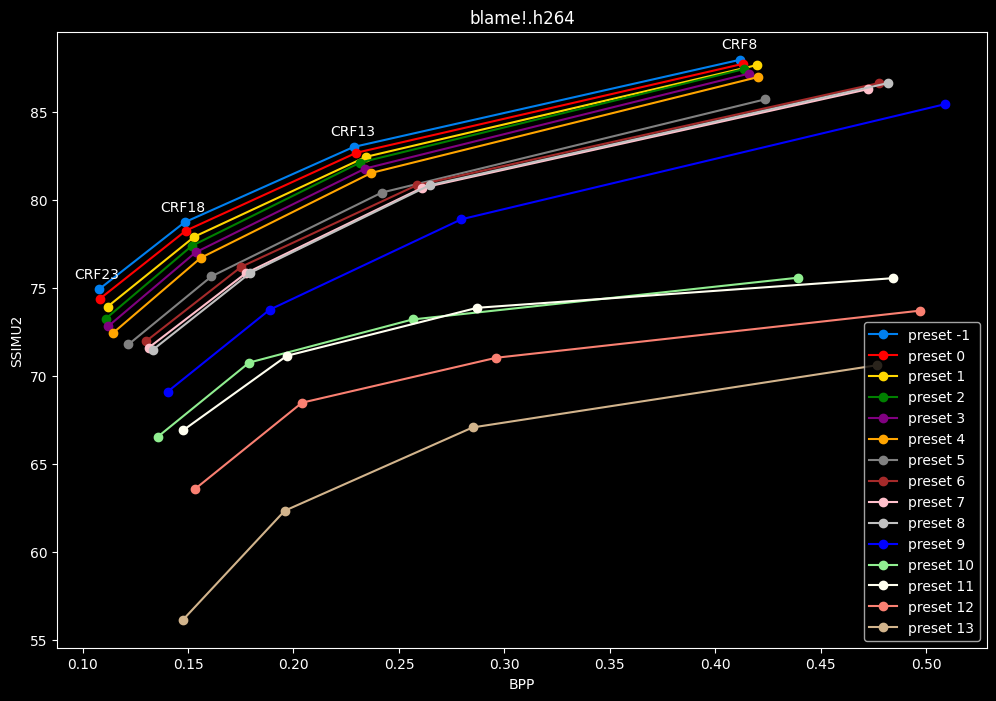 blame!.h264
CRF8
CRF13
CRF18
CRF23
SSIMU2
85
80
75
70
65
60
55
0.10 0.15 0.20 0.25 0.30 0.35 0.40 0.45 0.50
BPP
preset -1
preset 0
preset 1
preset 2
preset 3
preset 4
preset 5
preset 6
preset 7
preset 8
preset 9
preset 10
preset 11
preset 12
preset 13